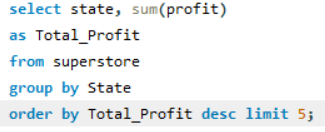 select state, sum(profit)
as Total_Profit
from superstore
group by State
order by Total_Profit desc limit 5;